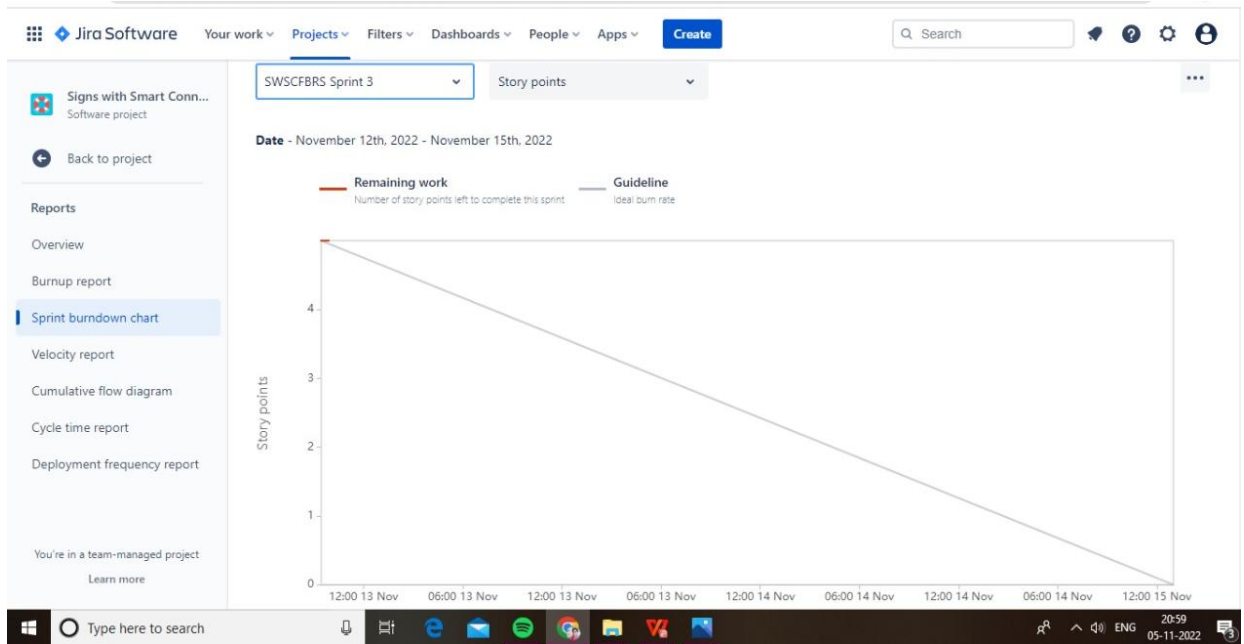 Jira Software Your work Projects Filters Dashboards People Apps Create Search
Signs with Smart Conn...
Software project
Back to project
Reports
Overview
Burnup report
Sprint burndown chart
Velocity report
Cumulative flow diagram
Cycle time report
Deployment frequency report
You're in a team-managed project
Learn more
SWSCFBRS Sprint 3 Story points
Date - November 12th, 2022 - November 15th, 2022
Remaining work
Number of story points left to complete this sprint
Guideline
Ideal burn rate
Story points
4
3
2
1
0
12:00 13 Nov 06:00 13 Nov 12:00 13 Nov 06:00 13 Nov 12:00 14 Nov 06:00 14 Nov 12:00 14 Nov 06:00 14 Nov 12:00 15 Nov
Type here to search
ENG
20:59
05-11-2022
3